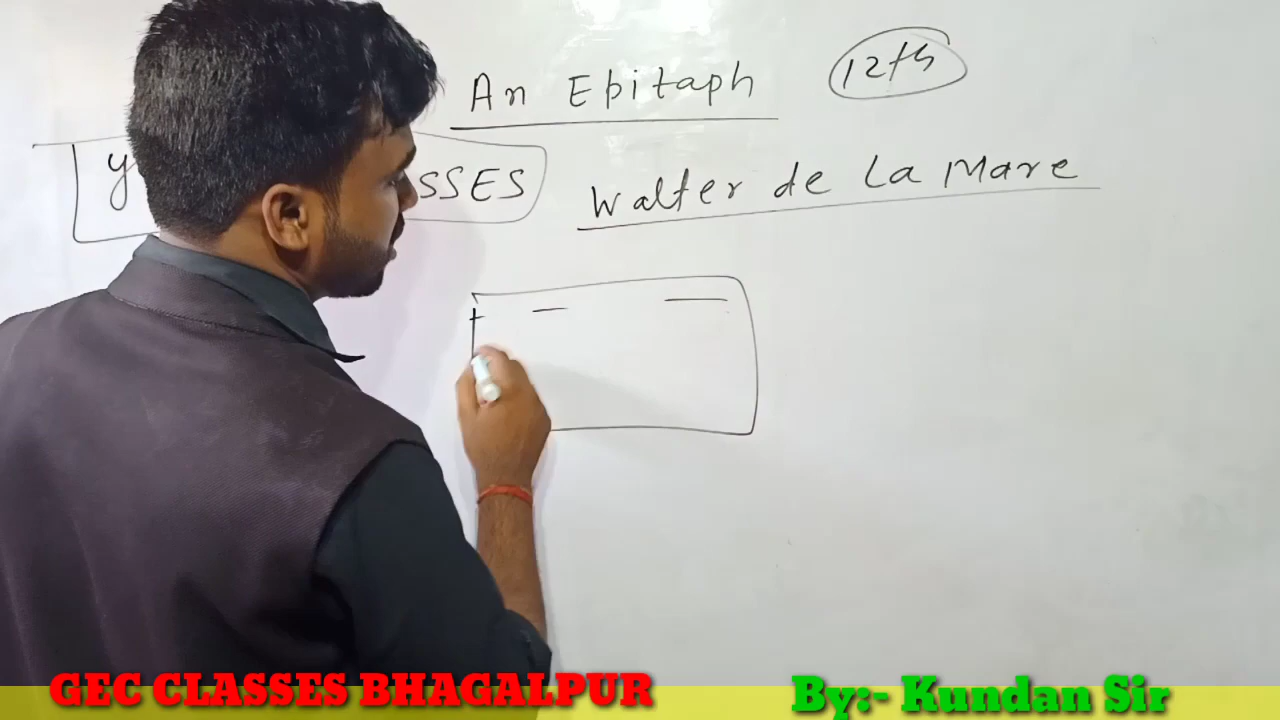 An Epitaph 12th
y SSES
Walter de La Mare
GEC CLASSES BHAGALPUR
By:- Kundan Sir